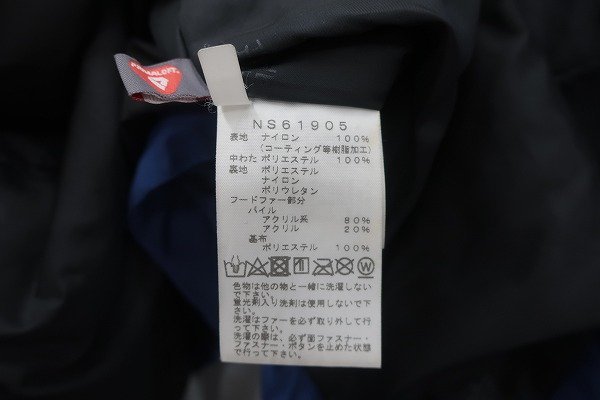 PRIMALOFT
NS61905
表地 ナイロン 100%
(コーティング等樹脂加工)
中わた ポリエステル 100%
裏地 ポリエステル
ナイロン
ポリウレタン
フードファー部分
パイル
アクリル系 80%
アクリル 20%
基布
ポリエステル 100%
W
色物は他の物と一緒に洗濯しない
で下さい。
蛍光剤入り洗剤は使用しないで下
さい。
洗濯はファーを必ず取り外して行
って下さい。
洗濯の際は、必ず面ファスナー・
ファスナー・ボタンを止めた状態
で行って下さい。